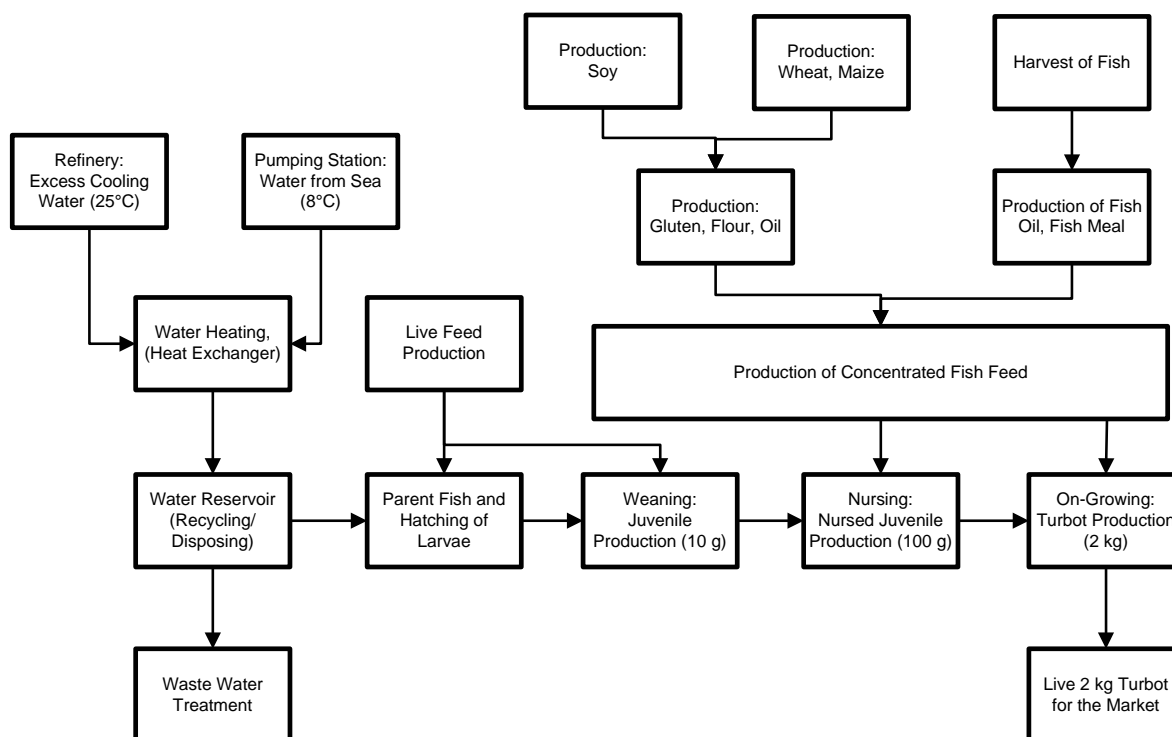 Production:
Soy
Production:
Wheat, Maize
Harvest of Fish
Refinery:
Excess Cooling
Water (25°C)
Pumping Station:
Water from Sea
(8°C)
Production:
Gluten, Flour, Oil
Production of Fish
Oil, Fish Meal
Water Heating,
(Heat Exchanger)
Live Feed
Production
Production of Concentrated Fish Feed
Water Reservoir
(Recycling/
Disposing)
Parent Fish and
Hatching of
Larvae
Weaning:
Juvenile
Production (10 g)
Nursing:
Nursed Juvenile
Production (100 g)
On-Growing:
Turbot Production
(2 kg)
Waste Water
Treatment
Live 2 kg Turbot
for the Market